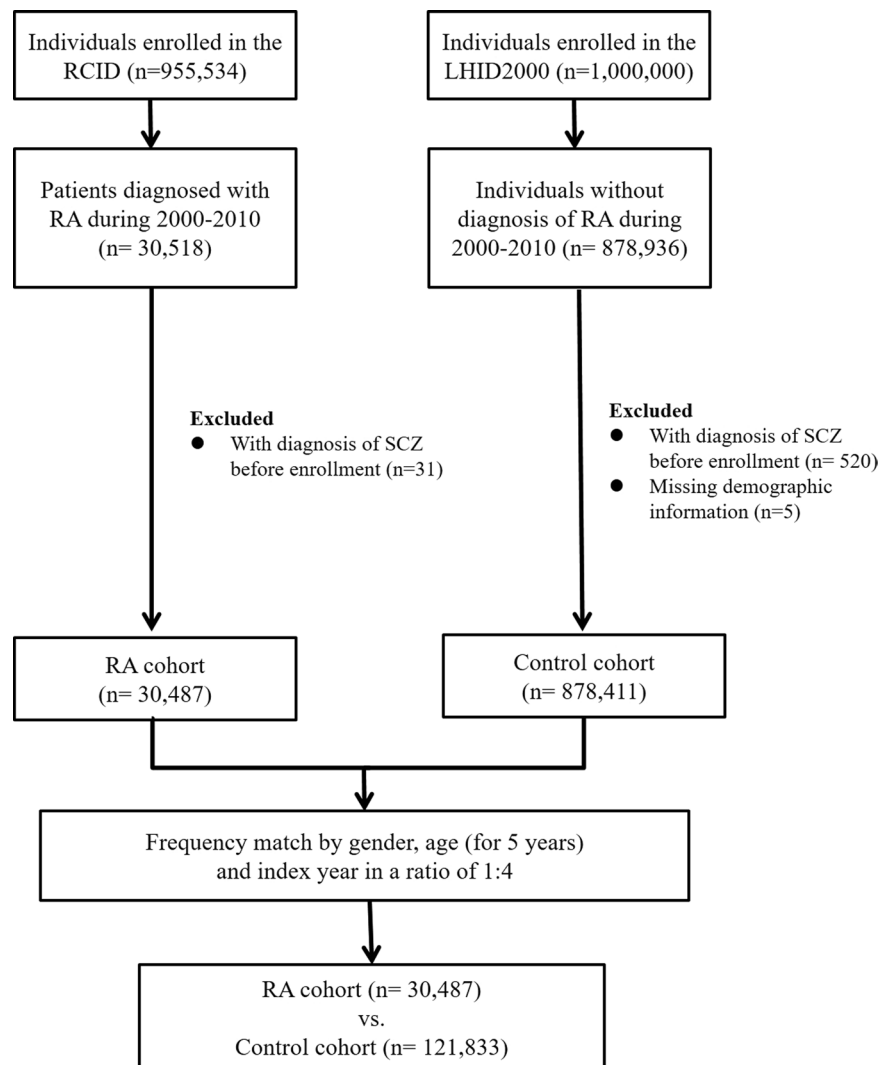 Individuals enrolled in the
RCID (n=955,534)
Individuals enrolled in the
LHID2000 (n=1,000,000)
Patients diagnosed with
RA during 2000-2010
(n= 30,518)
Individuals without
diagnosis of RA during
2000-2010 (n= 878,936)
Excluded
● With diagnosis of SCZ
before enrollment (n=31)
Excluded
● With diagnosis of SCZ
before enrollment (n= 520)
● Missing demographic
information (n=5)
RA cohort
(n= 30,487)
Control cohort
(n= 878,411)
Frequency match by gender, age (for 5 years)
and index year in a ratio of 1:4
RA cohort (n= 30,487)
vs.
Control cohort (n= 121,833)